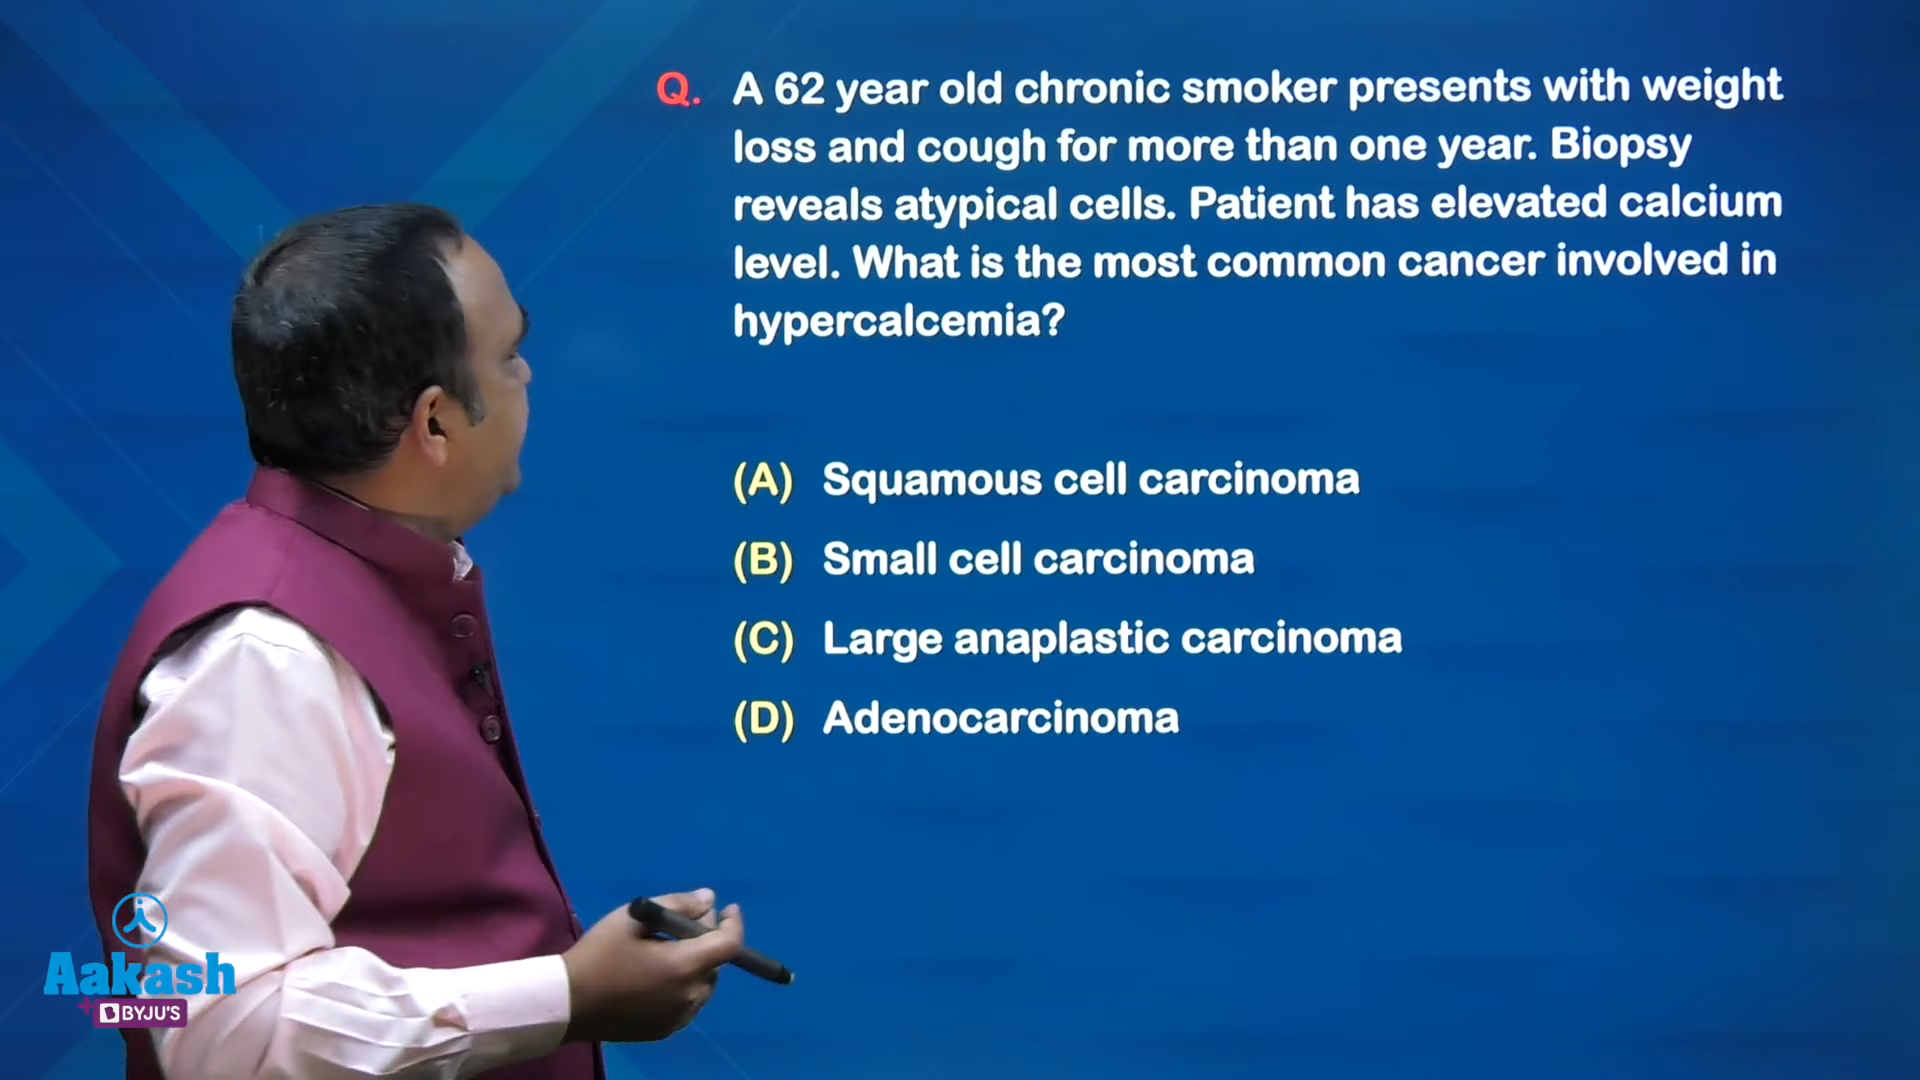 Q. A 62 year old chronic smoker presents with weight
loss and cough for more than one year. Biopsy
reveals atypical cells. Patient has elevated calcium
level. What is the most common cancer involved in
hypercalcemia?
(A) Squamous cell carcinoma
(B) Small cell carcinoma
(C) Large anaplastic carcinoma
(D) Adenocarcinoma
Aakash
+BYJU'S